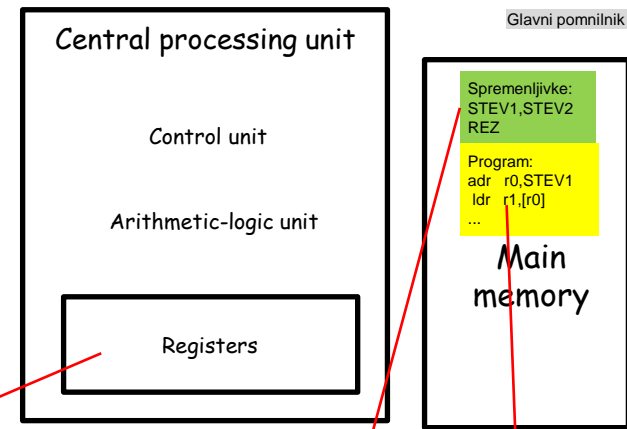 Central processing unit
Control unit
Arithmetic-logic unit
Registers
Glavni pomnilnik
Spremenljivke:
STEV1,STEV2
REZ
Program:
adr r0,STEV1
ldr r1,[r0]
...
Main
memory